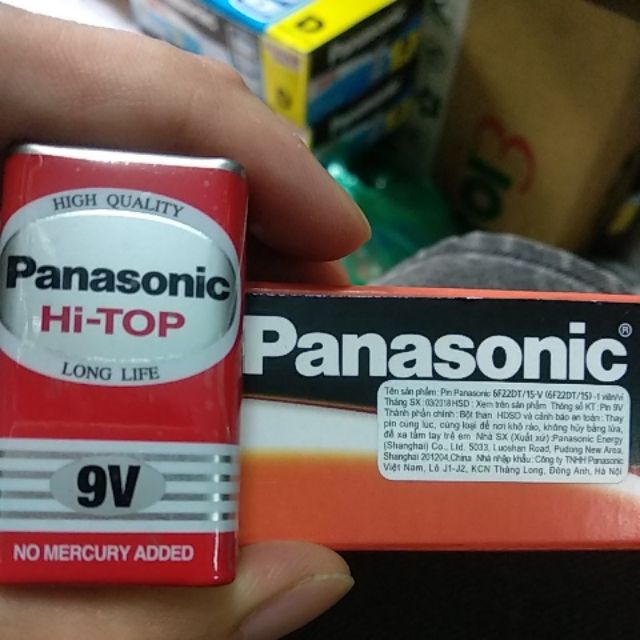 D
Panasonic
HIGH QUALITY
Panasonic
Hi-TOP
LONG LIFE
9V
NO MERCURY ADDED
Panasonic®
Tên sản phẩm: Pin Panasonic 6F22DT/15-V (6F22DT/1S)-1 viên/vỉ
Tháng SX: 03/2018 HSD: Xem trên sản phẩm Thông số KT: Pin 9V
Thành phần chính: Bột than HDSD và cảnh báo an toàn: Thay
pin cùng lúc, cùng loại để nơi khô ráo, không hủy bằng lửa,
để xa tầm tay trẻ em Nhà SX (Xuất xứ): Panasonic Energy
(Shanghai) Co., Ltd. 5033, Luoshan Road, Pudong New Area,
Shanghai 201204,China Nhà nhập khẩu: Công ty TNHH Panasonic
Việt Nam, Lô J1-J2, KCN Thăng Long, Đông Anh, Hà Nội